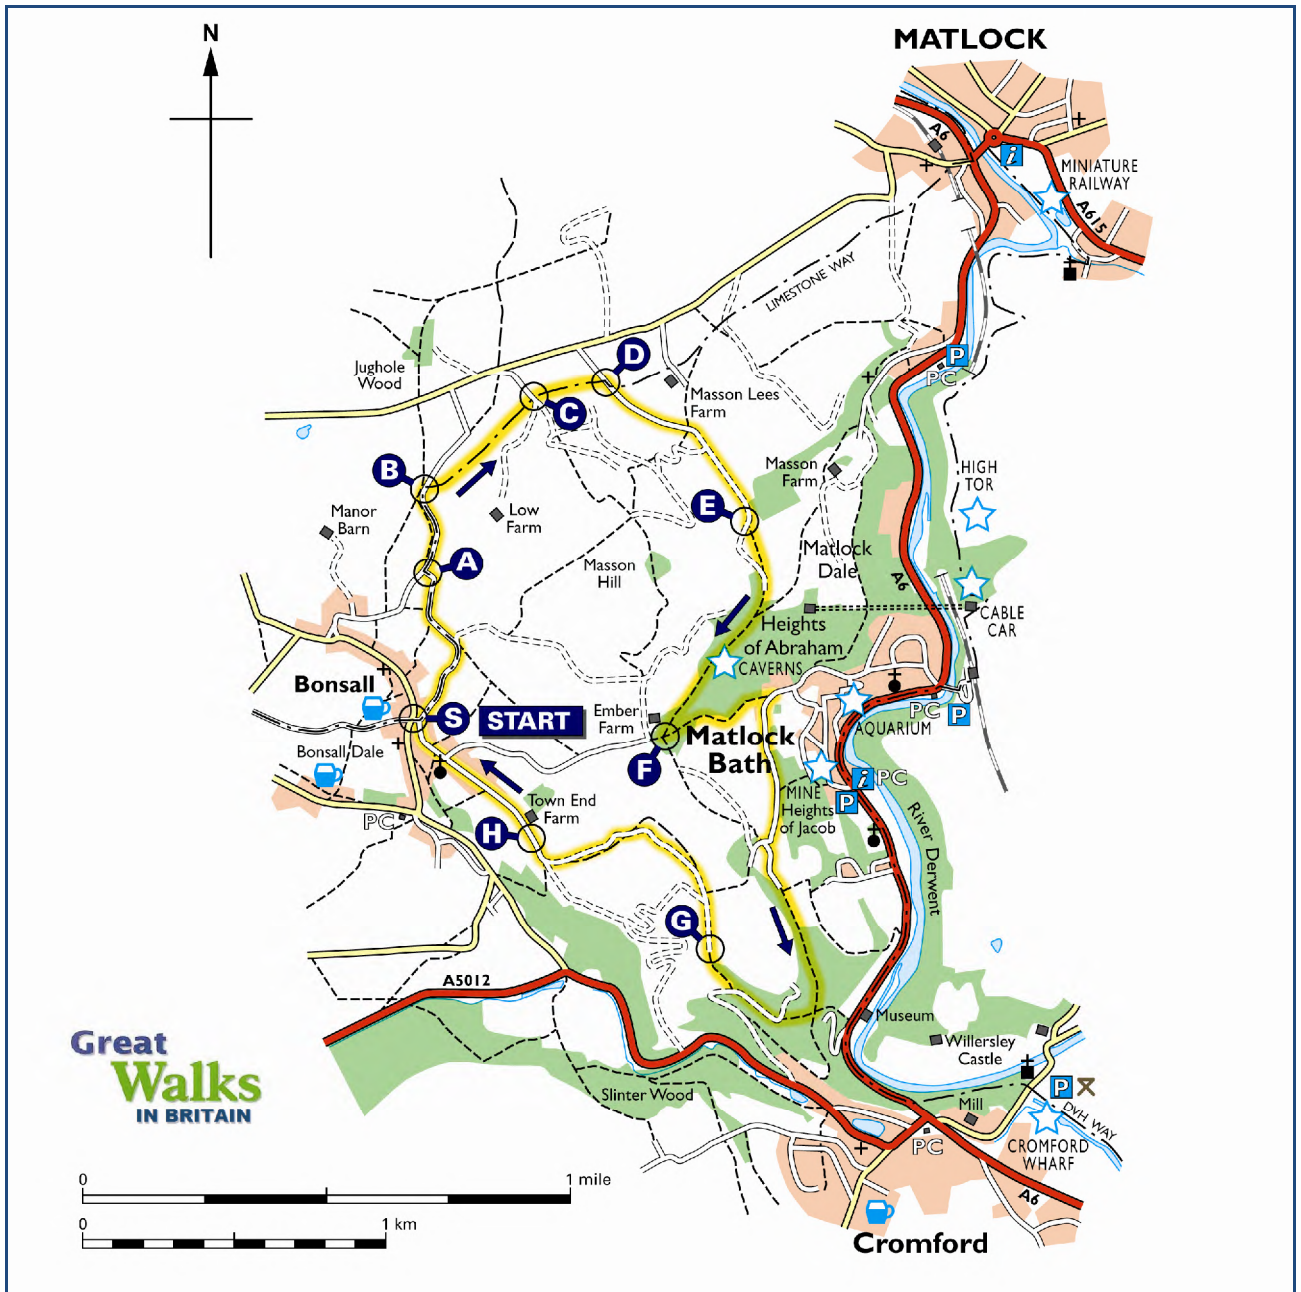 N
MATLOCK
A6
i
MINIATURE
RAILWAY
A615
LIMESTONE WAY
P
PC
Jughole
Wood
D
Masson Lees
Farm
C
B
HIGH
TOR
Masson
Farm
Manor
Barn
Low
Farm
E
A
Masson
Hill
Matlock
Dale
A6
CABLE
CAR
Heights
of Abraham
CAVERNS
Bonsall
S
START
Ember
Farm
PC
P
AQUARIUM
Bonsall Dale
F
Matlock
Bath
i
PC
P
MINE
Heights
of Jacob
Town End
Farm
PC
H
River Derwent
G
A5012
Museum
Willersley
Castle
Great
Walks
IN BRITAIN
Slinter Wood
P
Mill
DVH WAY
PC
CROMFORD
WHARF
A6
0
1 mile
0
1 km
Cromford